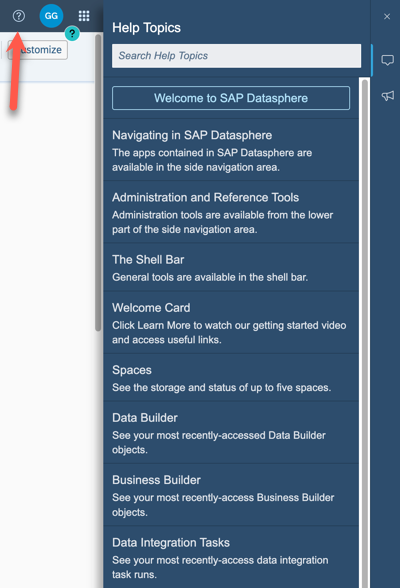 GG
?
?
Customize
Help Topics
Search Help Topics
Welcome to SAP Datasphere
Navigating in SAP Datasphere
The apps contained in SAP Datasphere are
available in the side navigation area.
Administration and Reference Tools
Administration tools are available from the lower
part of the side navigation area.
The Shell Bar
General tools are available in the shell bar.
Welcome Card
Click Learn More to watch our getting started video
and access useful links.
Spaces
See the storage and status of up to five spaces.
Data Builder
See your most recently-accessed Data Builder
objects.
Business Builder
See your most recently-access Business Builder
objects.
Data Integration Tasks
See your most recently-access data integration
task runs.